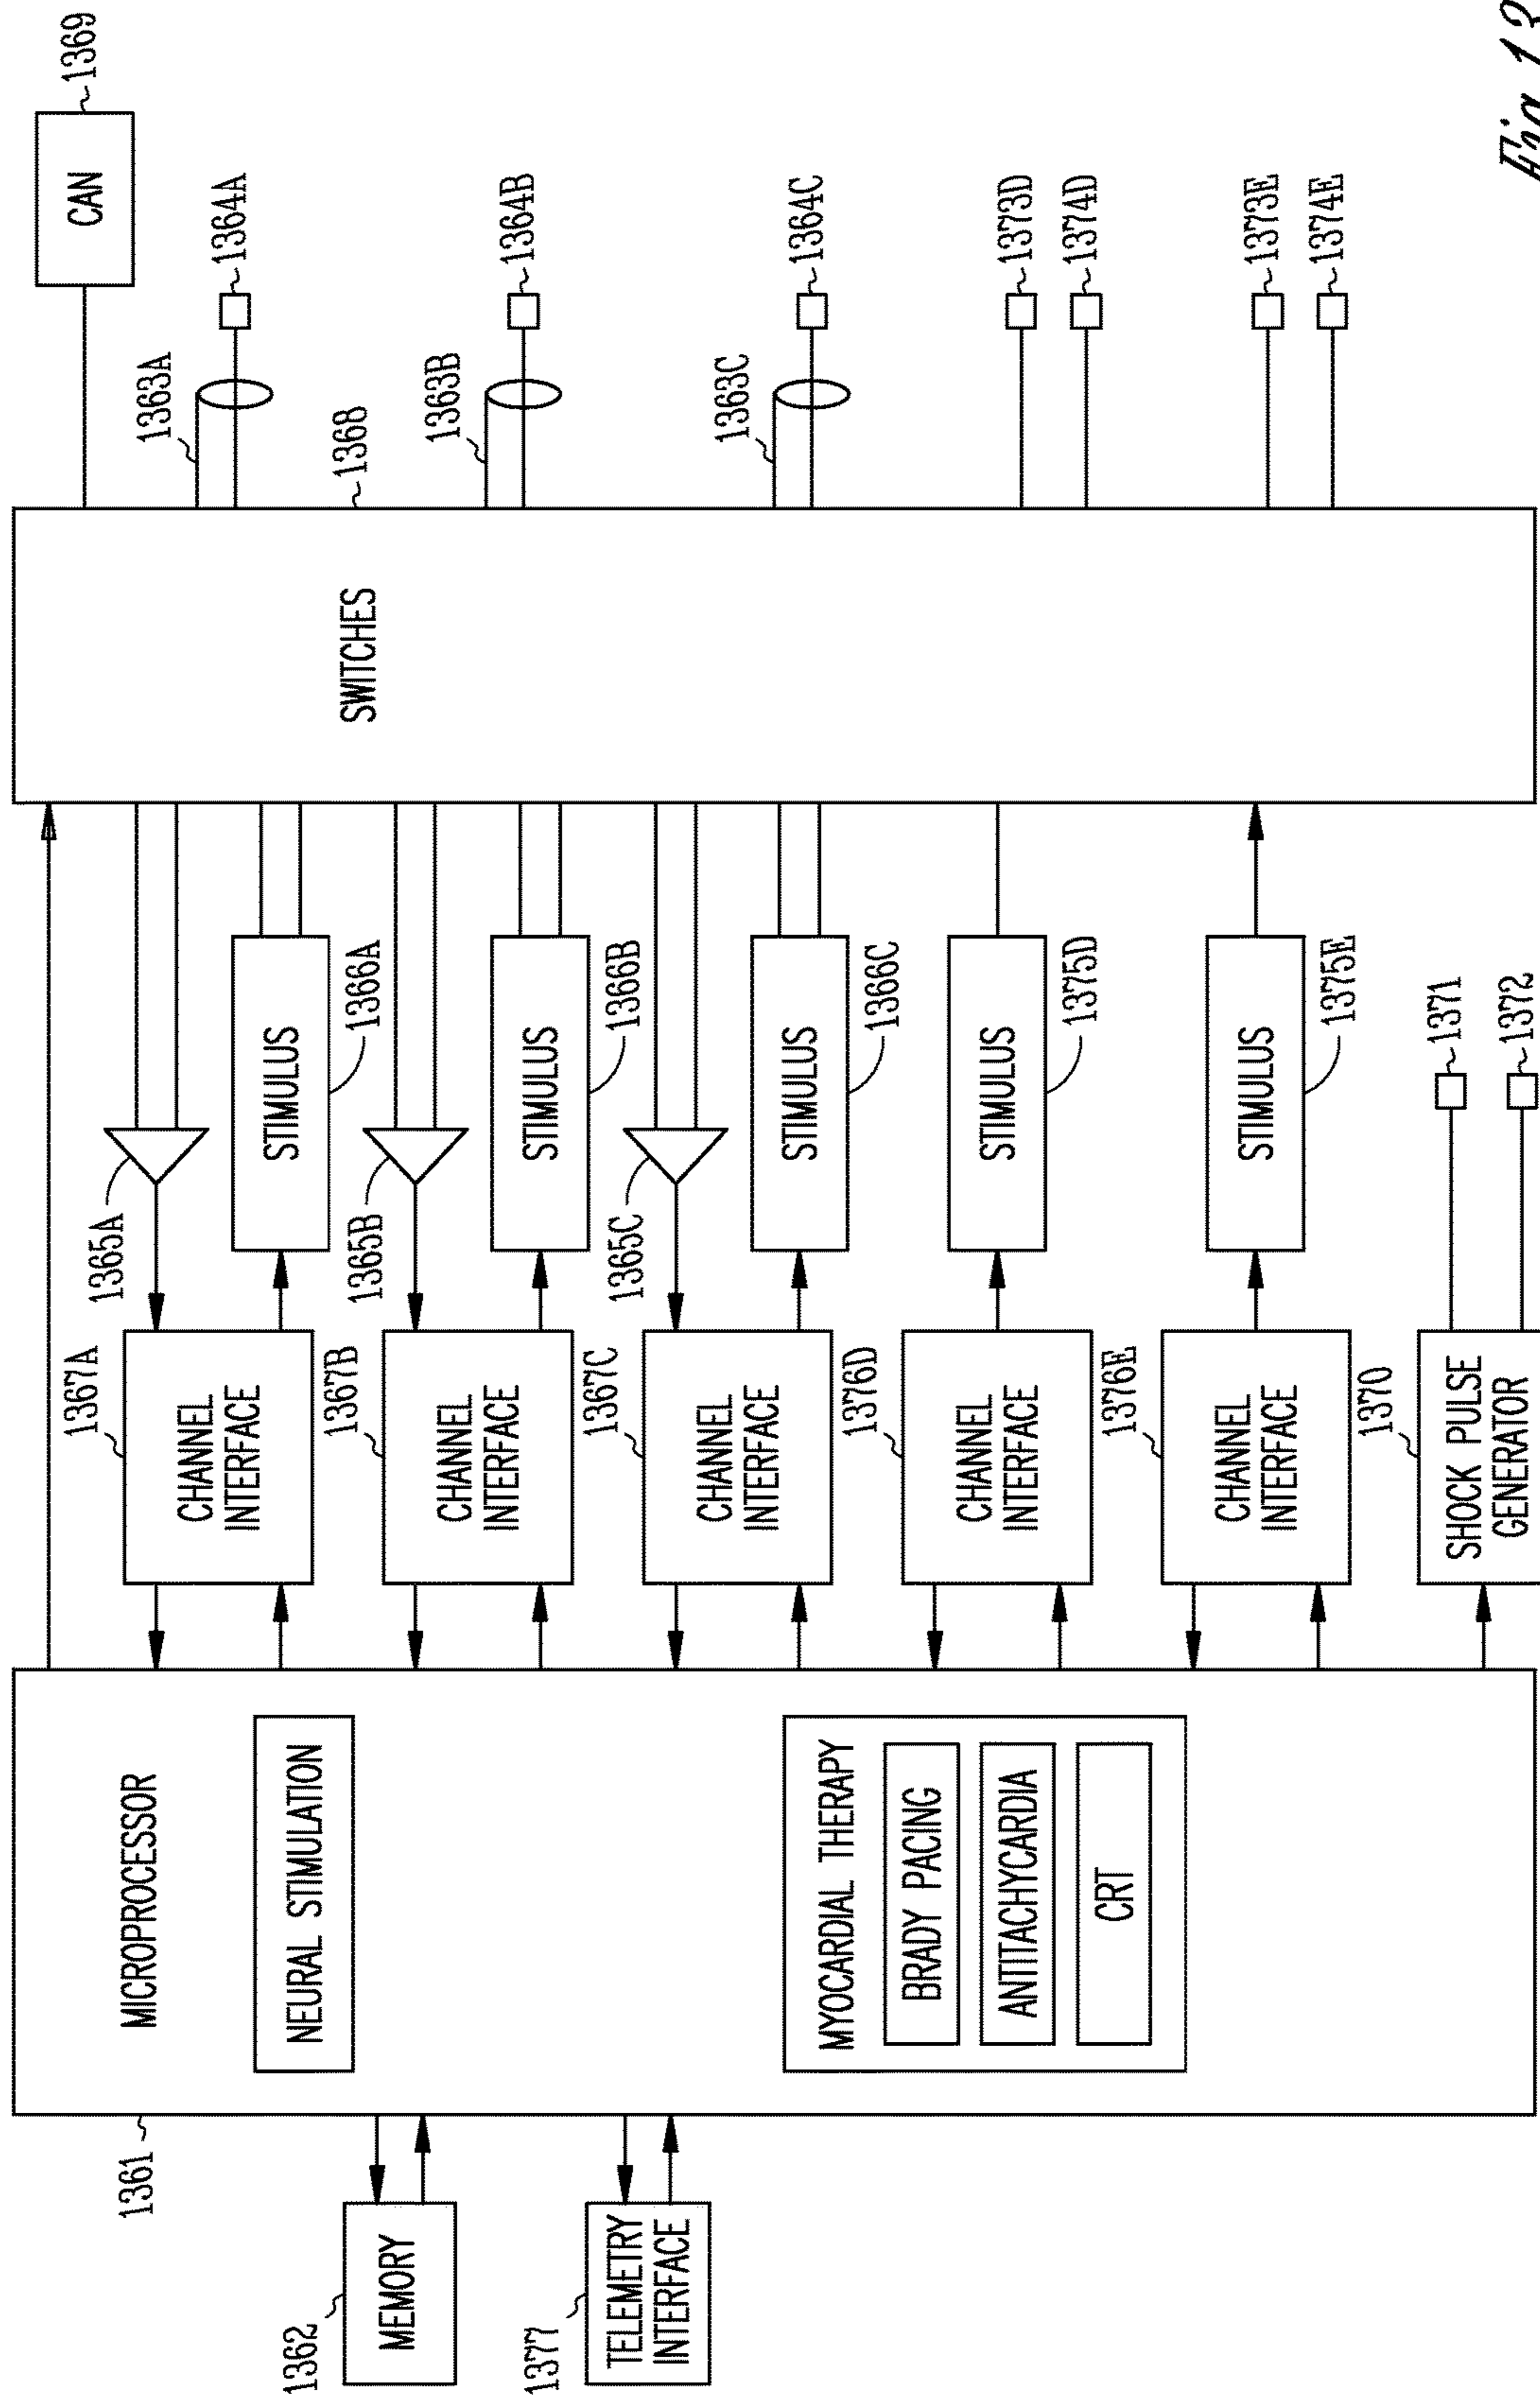 1361
MICROPROCESSOR
NEURAL STIMULATION
MYOCARDIAL THERAPY
BRADY PACING
ANTITACHYCARDIA
CRT
1362
MEMORY
1377
TELEMETRY
INTERFACE
1367A
CHANNEL
INTERFACE
1365A
STIMULUS
1366A
1367B
CHANNEL
INTERFACE
1365B
STIMULUS
1366B
1367C
CHANNEL
INTERFACE
1365C
STIMULUS
1366C
1376D
CHANNEL
INTERFACE
STIMULUS
1375D
1376E
CHANNEL
INTERFACE
STIMULUS
1375E
1370
SHOCK PULSE
GENERATOR
1371
1372
SWITCHES
1368
CAN
1369
1363A
1364A
1363B
1364B
1363C
1364C
1373D
1374D
1373E
1374E
Fig. 13